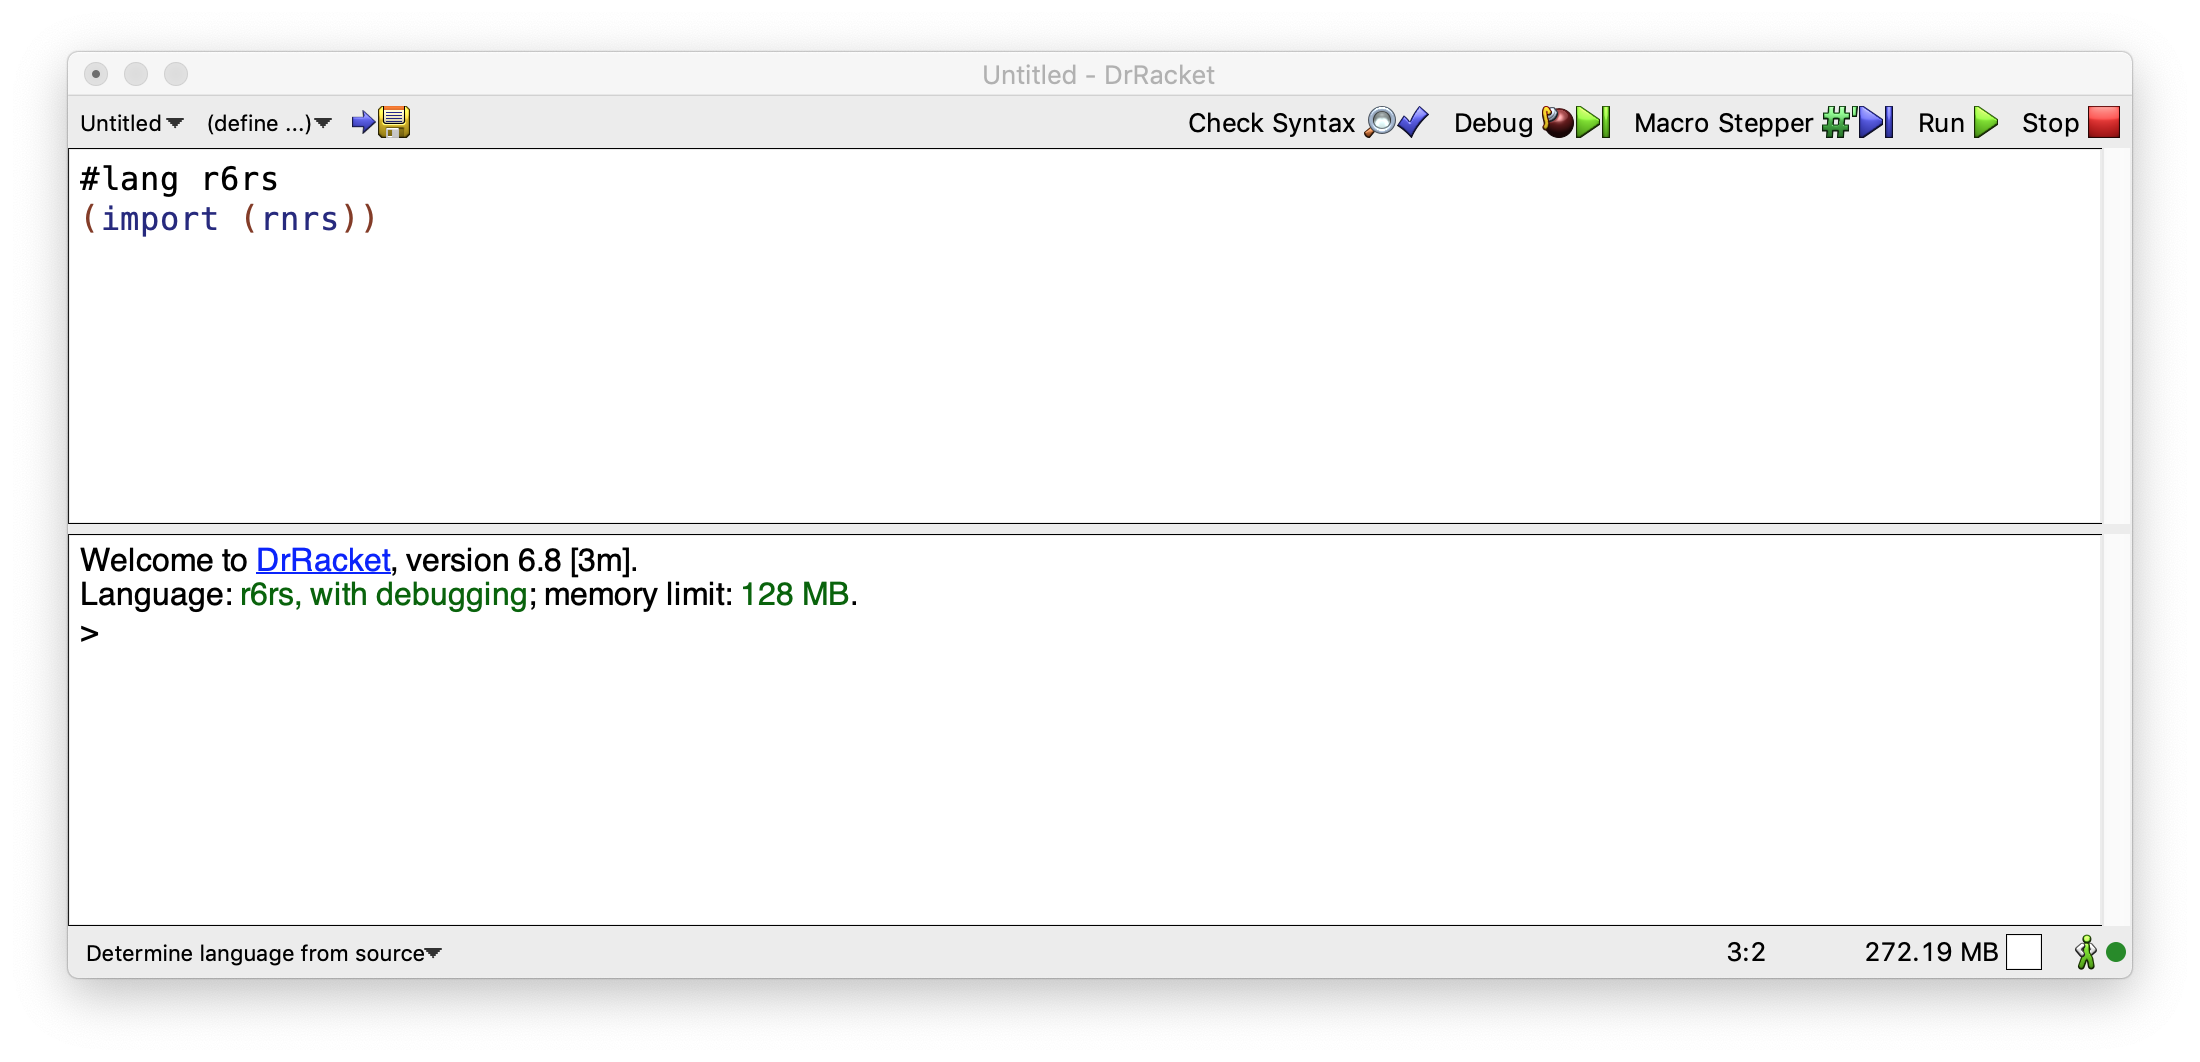 Untitled - DrRacket
Untitled (define ...) Check Syntax Debug Macro Stepper #' Run Stop
#lang r6rs
(import (rnrs))
Welcome to DrRacket, version 6.8 [3m].
Language: r6rs, with debugging; memory limit: 128 MB.
>
Determine language from source 3:2 272.19 MB